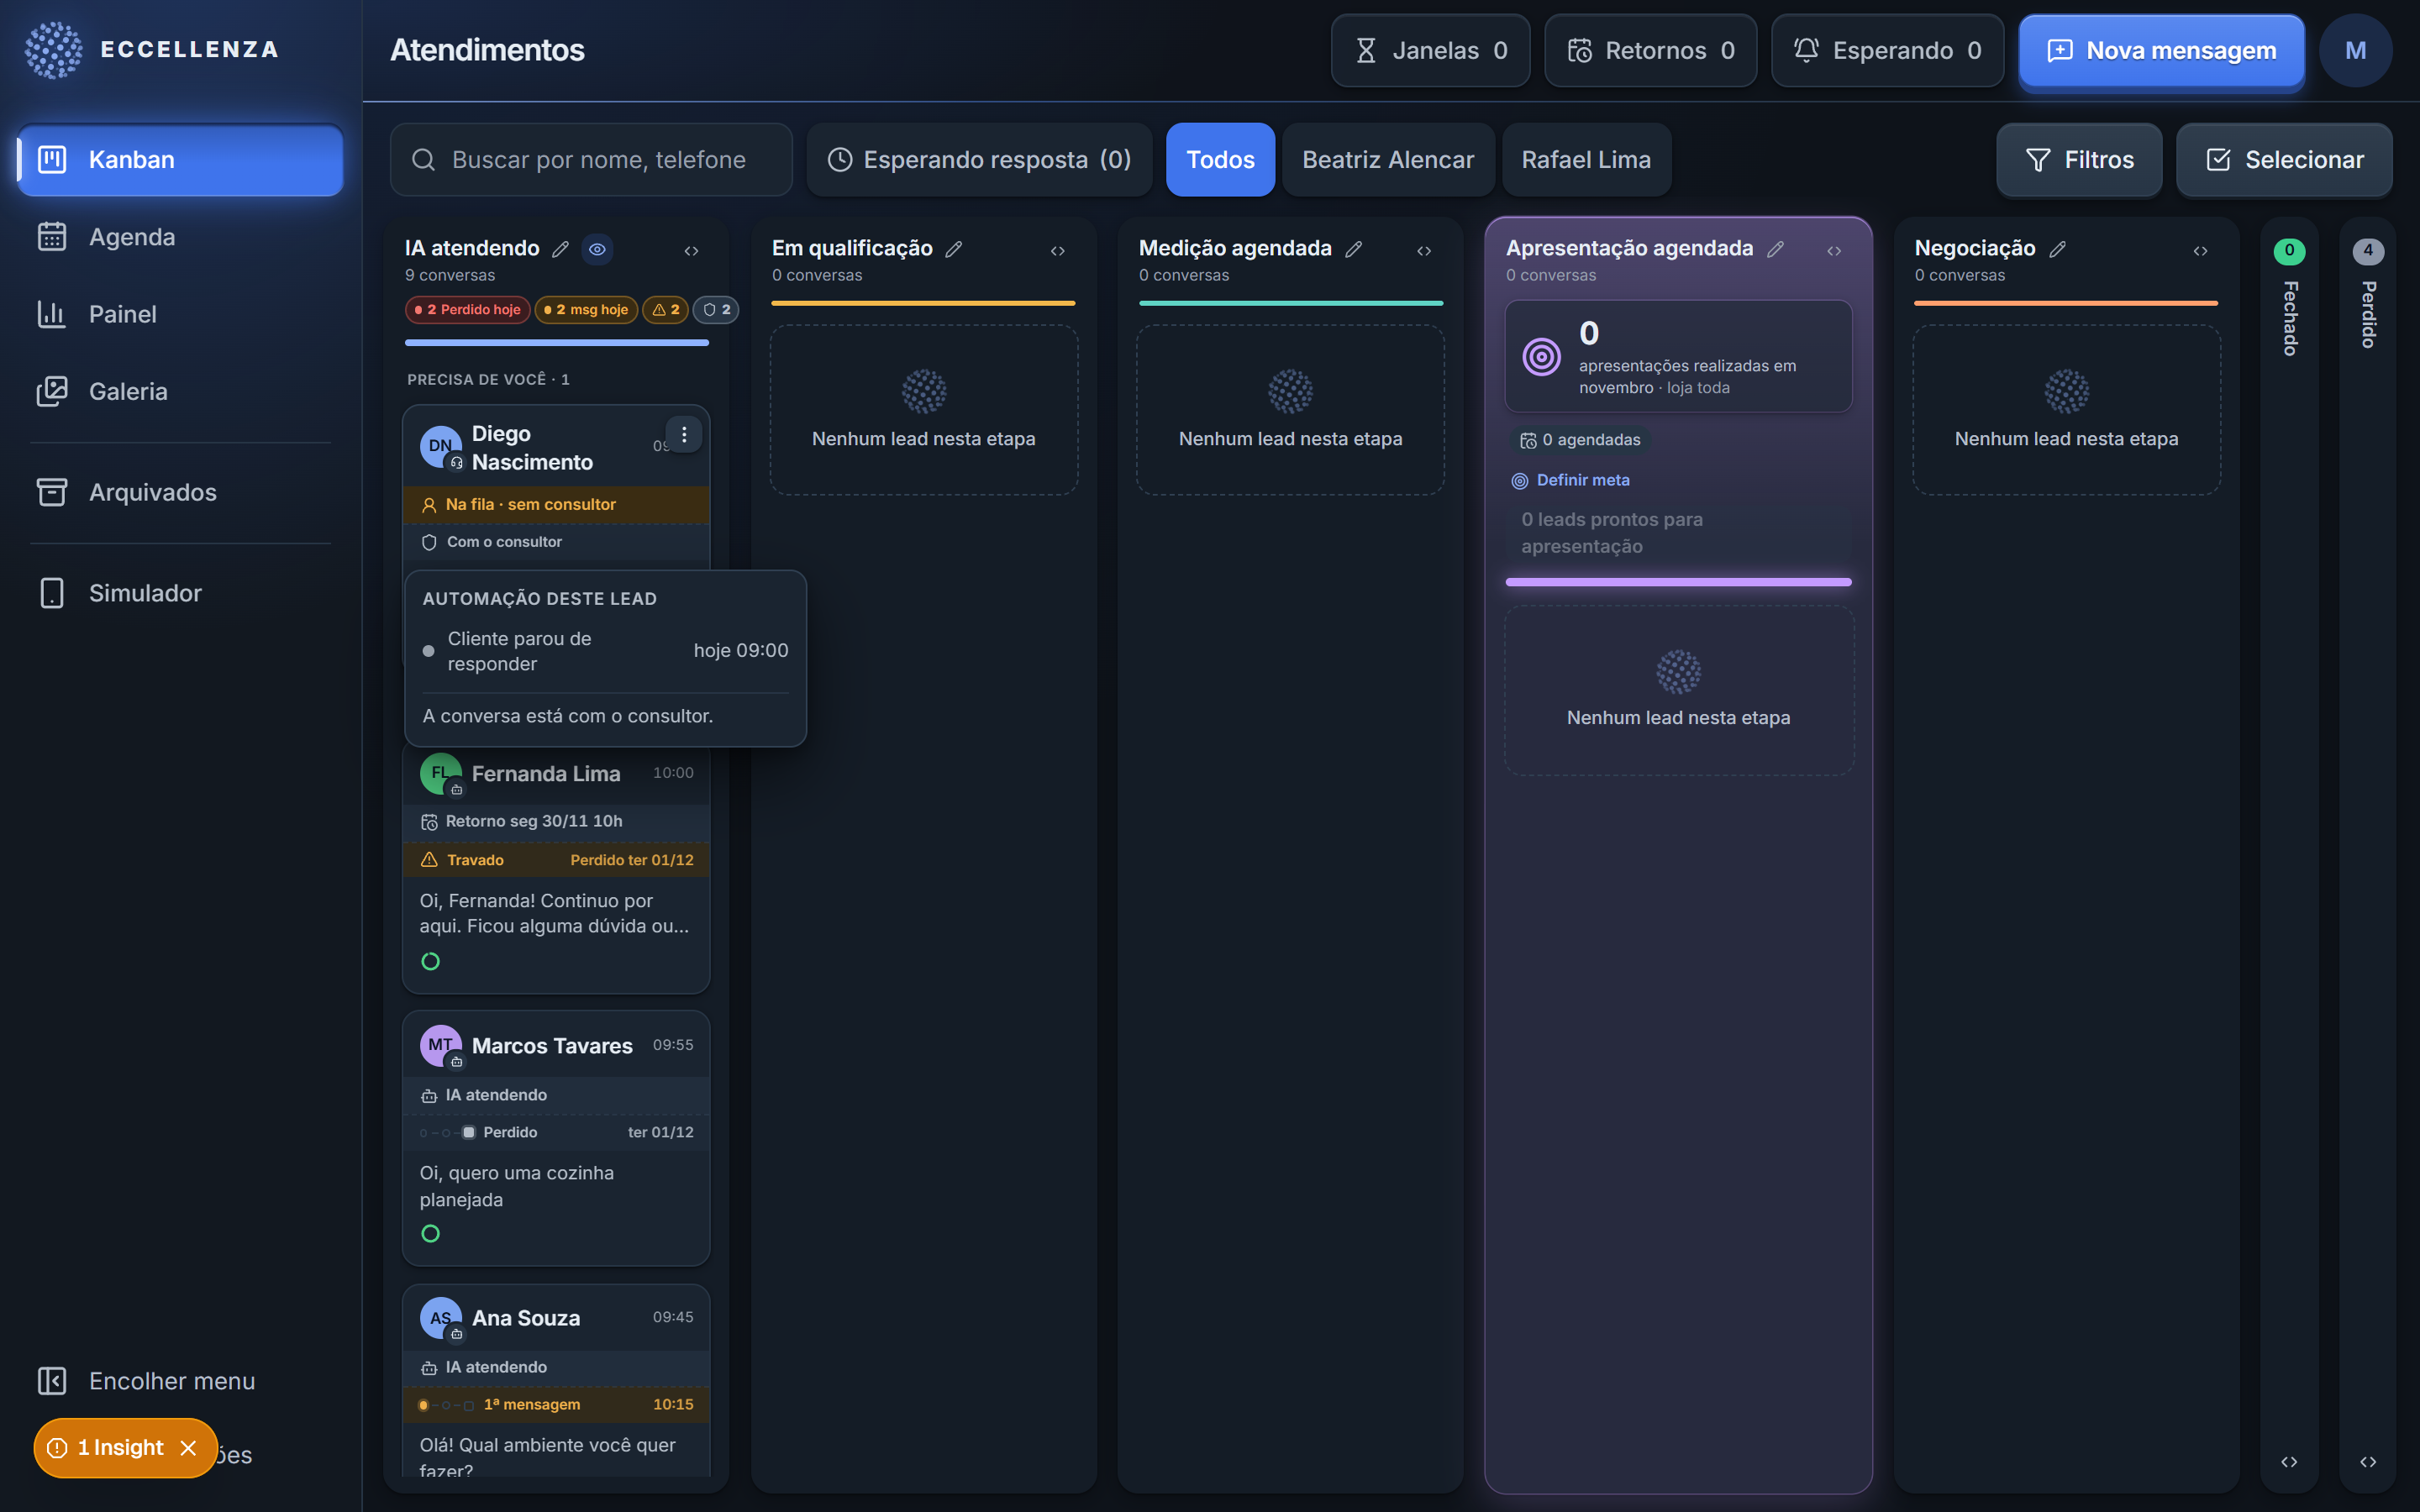 ECCELLENZA
Kanban
Agenda
Painel
Galeria
Arquivados
Simulador
Encolher menu
1 Insight
Atendimentos
Janelas 0
Retornos 0
Esperando 0
Nova mensagem
M
Buscar por nome, telefone
Esperando resposta (0)
Todos
Beatriz Alencar
Rafael Lima
Filtros
Selecionar
IA atendendo
9 conversas
2 Perdido hoje
2 msg hoje
2
2
PRECISA DE VOCÊ · 1
DN
Diego
Nascimento
Na fila · sem consultor
Com o consultor
AUTOMAÇÃO DESTE LEAD
Cliente parou de
responder
hoje 09:00
A conversa está com o consultor.
FL
Fernanda Lima
10:00
Retorno seg 30/11 10h
Travado
Perdido ter 01/12
Oi, Fernanda! Continuo por
aqui. Ficou alguma dúvida ou...
MT
Marcos Tavares
09:55
IA atendendo
Perdido
ter 01/12
Oi, quero uma cozinha
planejada
AS
Ana Souza
09:45
IA atendendo
1ª mensagem
10:15
Olá! Qual ambiente você quer
fazer?
Em qualificação
0 conversas
Nenhum lead nesta etapa
Medição agendada
0 conversas
Nenhum lead nesta etapa
Apresentação agendada
0 conversas
0
apresentações realizadas em
novembro · loja toda
0 agendadas
Definir meta
0 leads prontos para
apresentação
Nenhum lead nesta etapa
Negociação
0 conversas
Nenhum lead nesta etapa
0
Fechado
4
Perdido